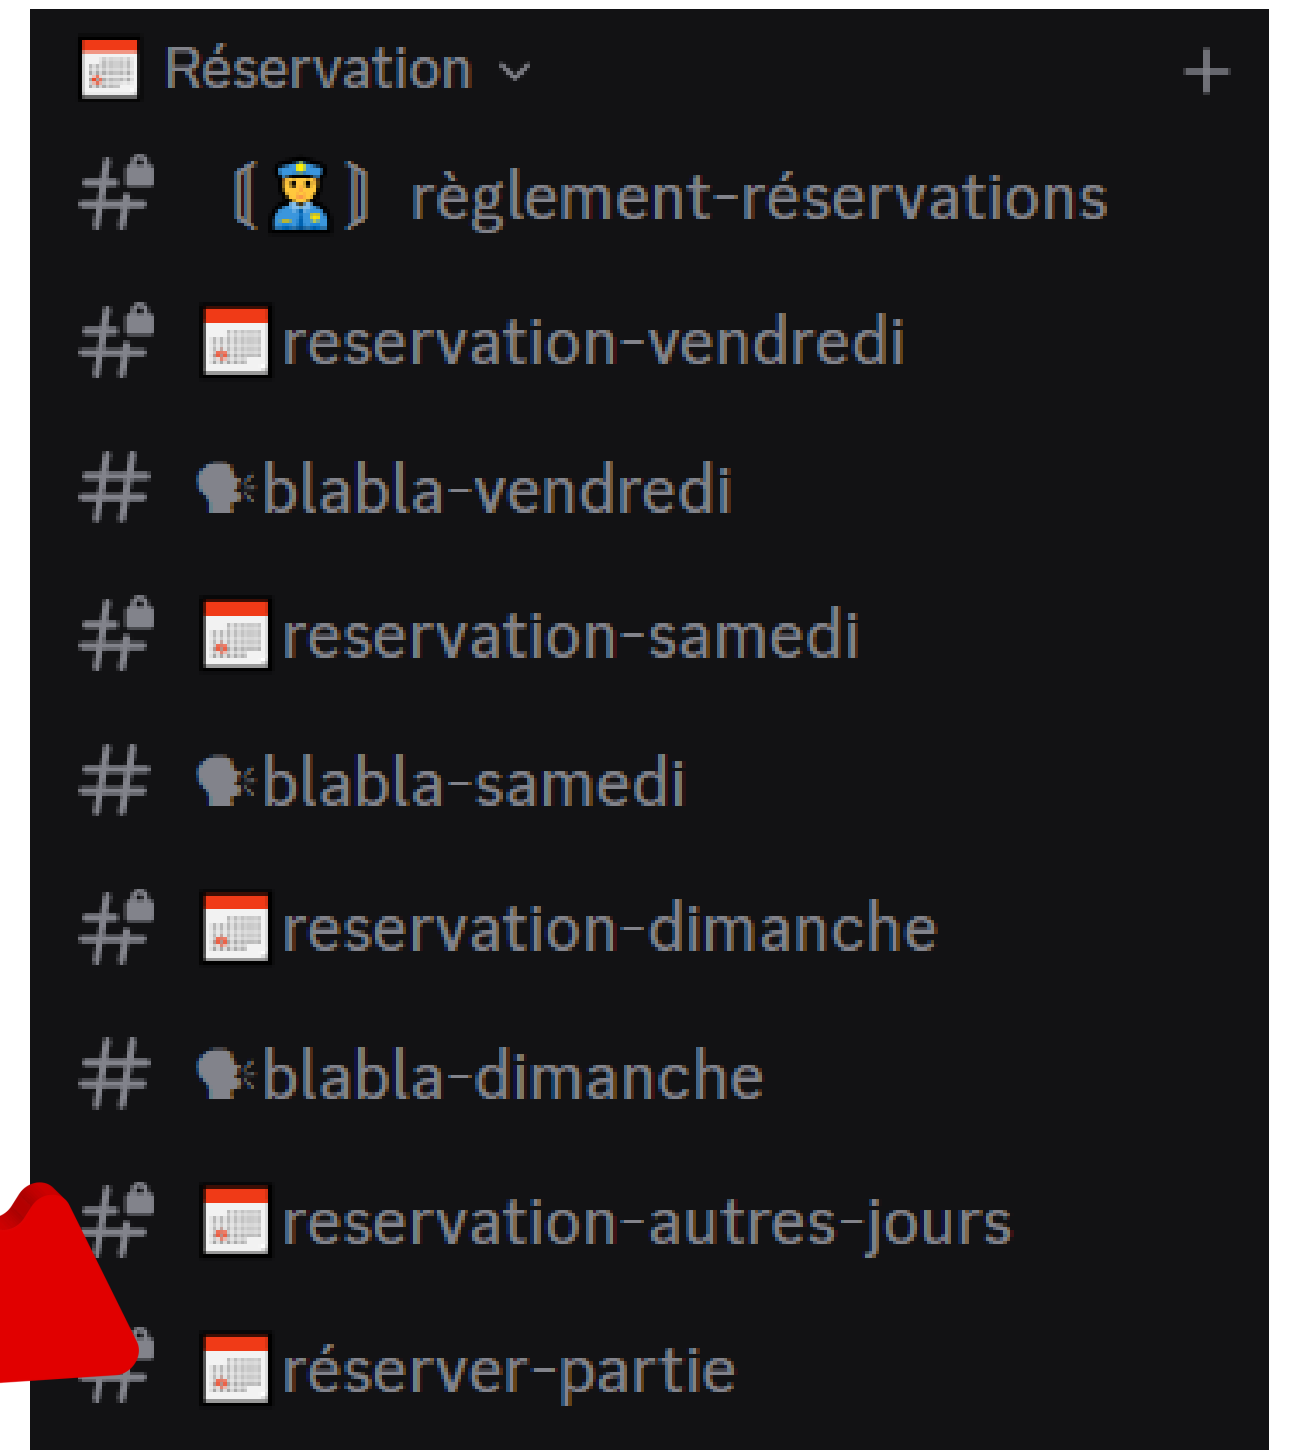 Réservation
# 〘👮〙 règlement-réservations
# 📅reservation-vendredi
# 🗣blabla-vendredi
# 📅reservation-samedi
# 🗣blabla-samedi
# 📅reservation-dimanche
# 🗣blabla-dimanche
# 📅reservation-autres-jours
# 📅réserver-partie